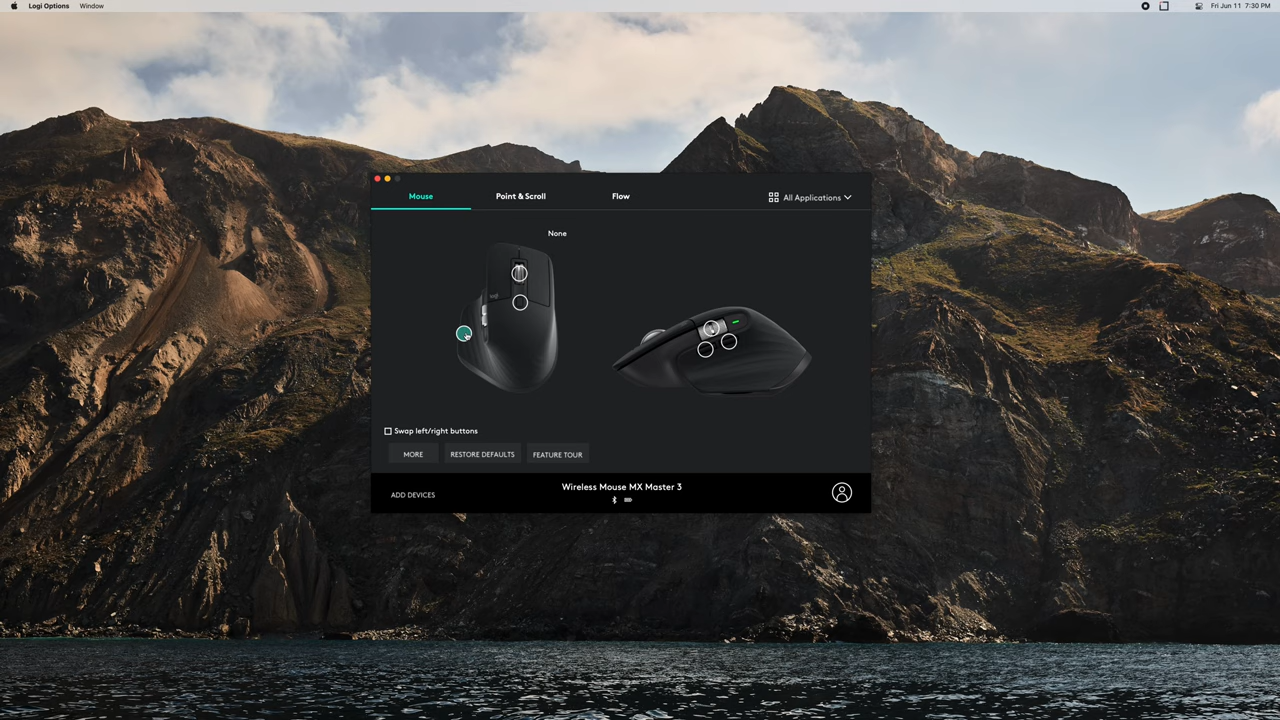 Logi Options Window Fri Jun 11 7:30 PM
Mouse Point & Scroll Flow All Applications
None
Swap left/right buttons
MORE RESTORE DEFAULTS FEATURE TOUR
ADD DEVICES Wireless Mouse MX Master 3